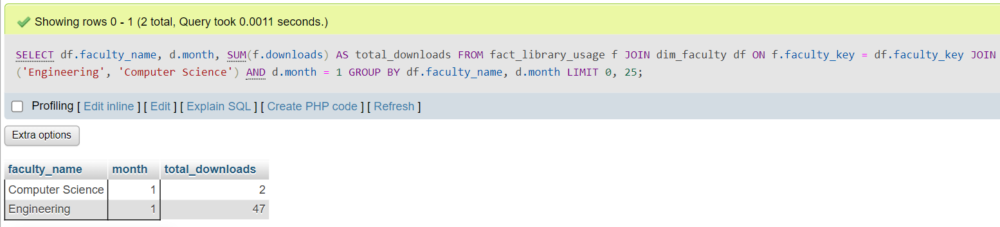 Showing rows 0 - 1 (2 total, Query took 0.0011 seconds.)
SELECT df.faculty_name, d.month, SUM(f.downloads) AS total_downloads FROM fact_library_usage f JOIN dim_faculty df ON f.faculty_key = df.faculty_key JOIN
('Engineering', 'Computer Science') AND d.month = 1 GROUP BY df.faculty_name, d.month LIMIT 0, 25;
Profiling [ Edit inline ] [ Edit ] [ Explain SQL ] [ Create PHP code ] [ Refresh ]
Extra options
faculty_name month total_downloads
Computer Science 1 2
Engineering 1 47